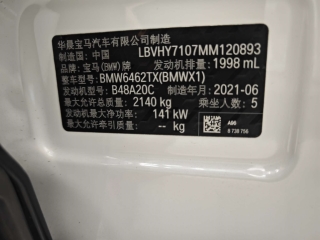 华晨宝马汽车有限公司制造
制造国：中国 LBVHY7107MM120893
品牌：宝马(BMW)牌 发动机排量：1998 mL
整车型号：BMW6462TX(BMWX1)
发动机型号：B48A20C 制造年月：2021-06
最大允许总质量：2140 kg 乘坐人数：5
发动机最大净功率：141 kW
最大允许牵引质量：-- kg
A90
8 738 756